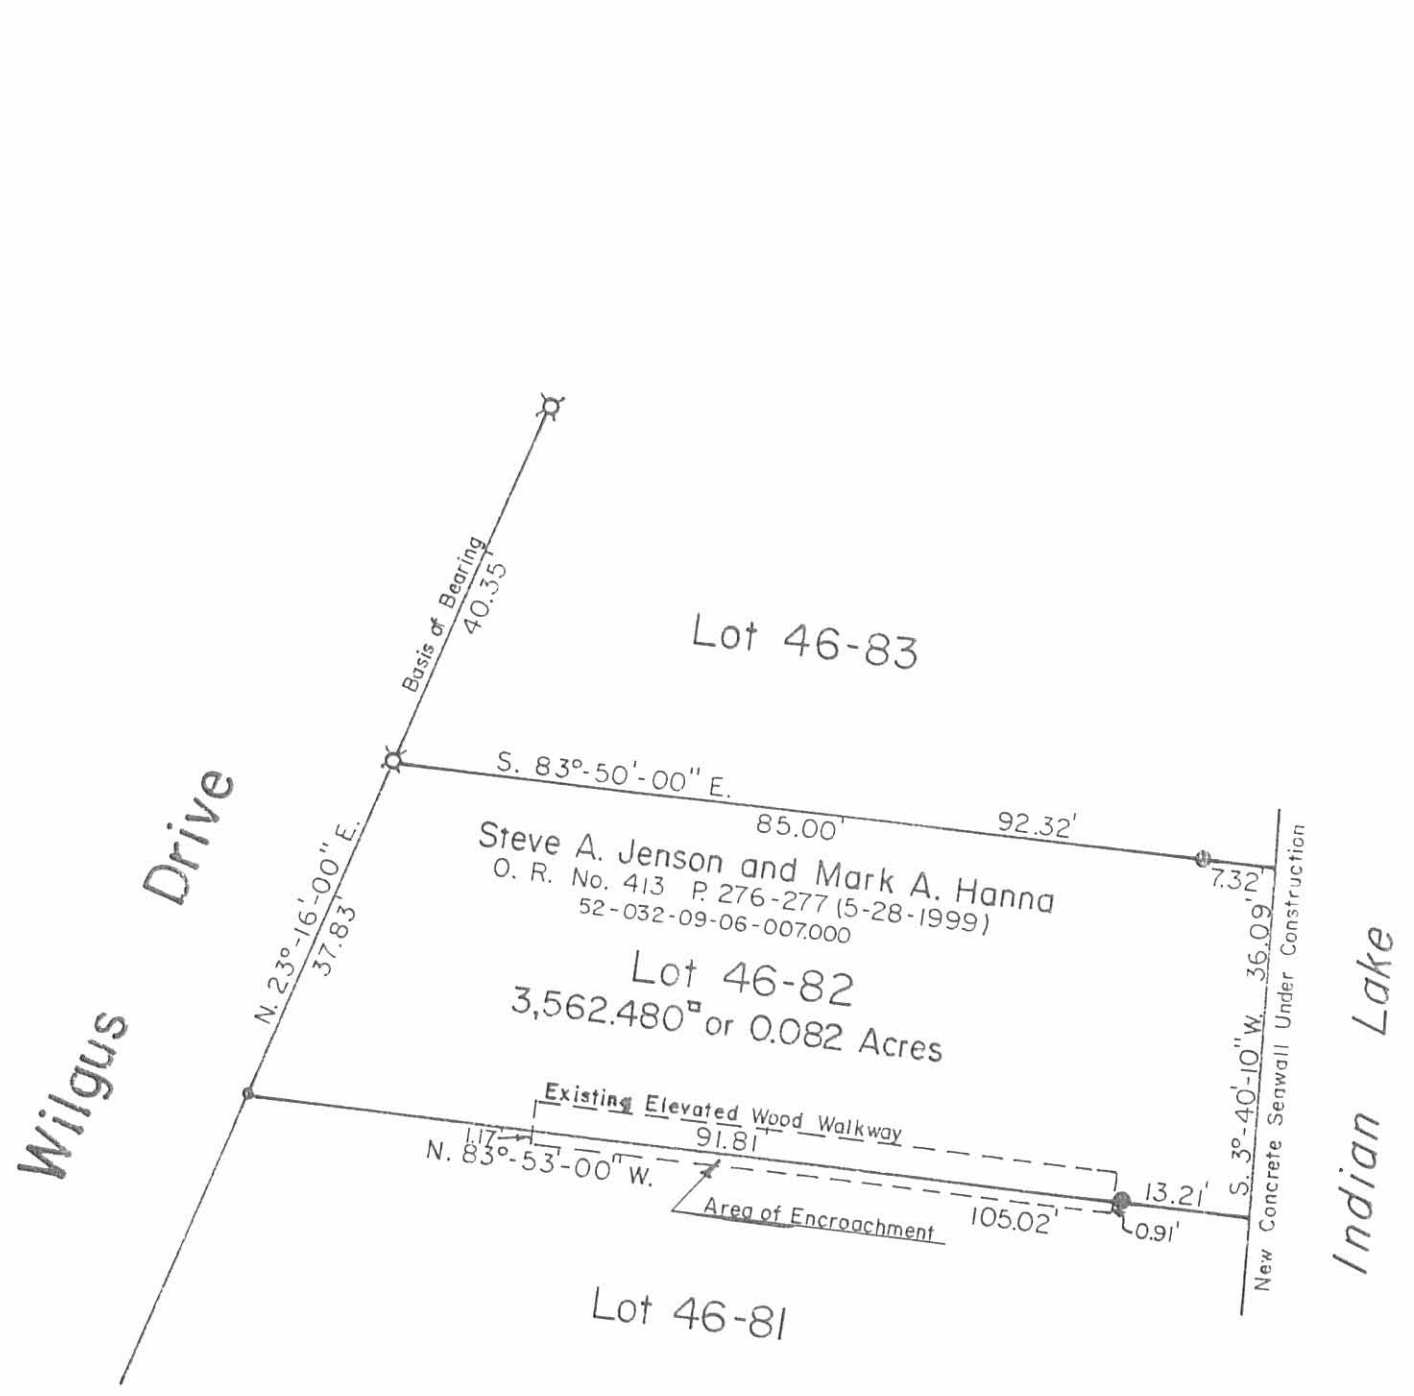 Basis of Bearing
40.35'
Lot 46-83
S. 83°-50'-00" E.
85.00'
92.32'
7.32'
Steve A. Jenson and Mark A. Hanna
O. R. No. 413 P. 276-277 (5-28-1999)
52-032-09-06-007.000
Lot 46-82
3,562.480□ or 0.082 Acres
N. 23°-16'-00" E.
37.83'
Wilgus Drive
S. 3°-40'-10" W. 36.09'
New Concrete Seawall Under Construction
Indian Lake
Existing Elevated Wood Walkway
91.81'
1.17'
N. 83°-53'-00" W.
13.21'
105.02'
0.91'
Area of Encroachment
Lot 46-81